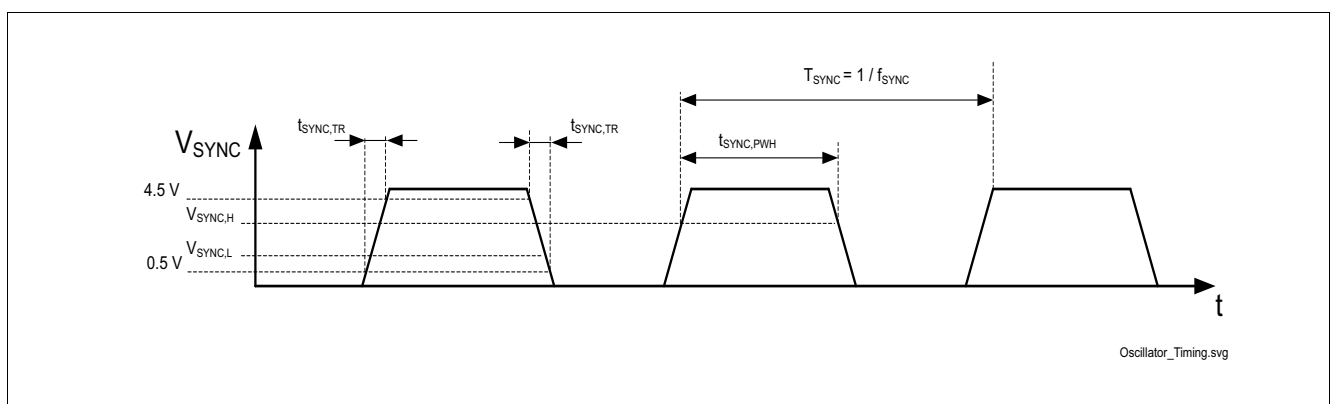 T_SYNC = 1 / f_SYNC
t_SYNC,TR
t_SYNC,TR
V_SYNC
t_SYNC,PWH
4.5 V
V_SYNC,H
V_SYNC,L
0.5 V
t
Oscillator_Timing.svg